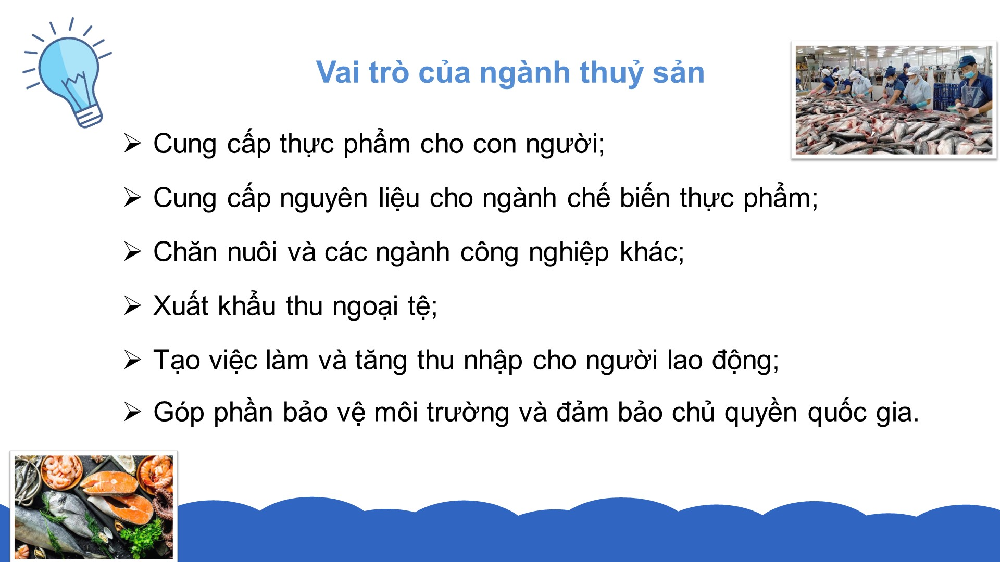 Vai trò của ngành thuỷ sản
➢ Cung cấp thực phẩm cho con người;
➢ Cung cấp nguyên liệu cho ngành chế biến thực phẩm;
➢ Chăn nuôi và các ngành công nghiệp khác;
➢ Xuất khẩu thu ngoại tệ;
➢ Tạo việc làm và tăng thu nhập cho người lao động;
➢ Góp phần bảo vệ môi trường và đảm bảo chủ quyền quốc gia.